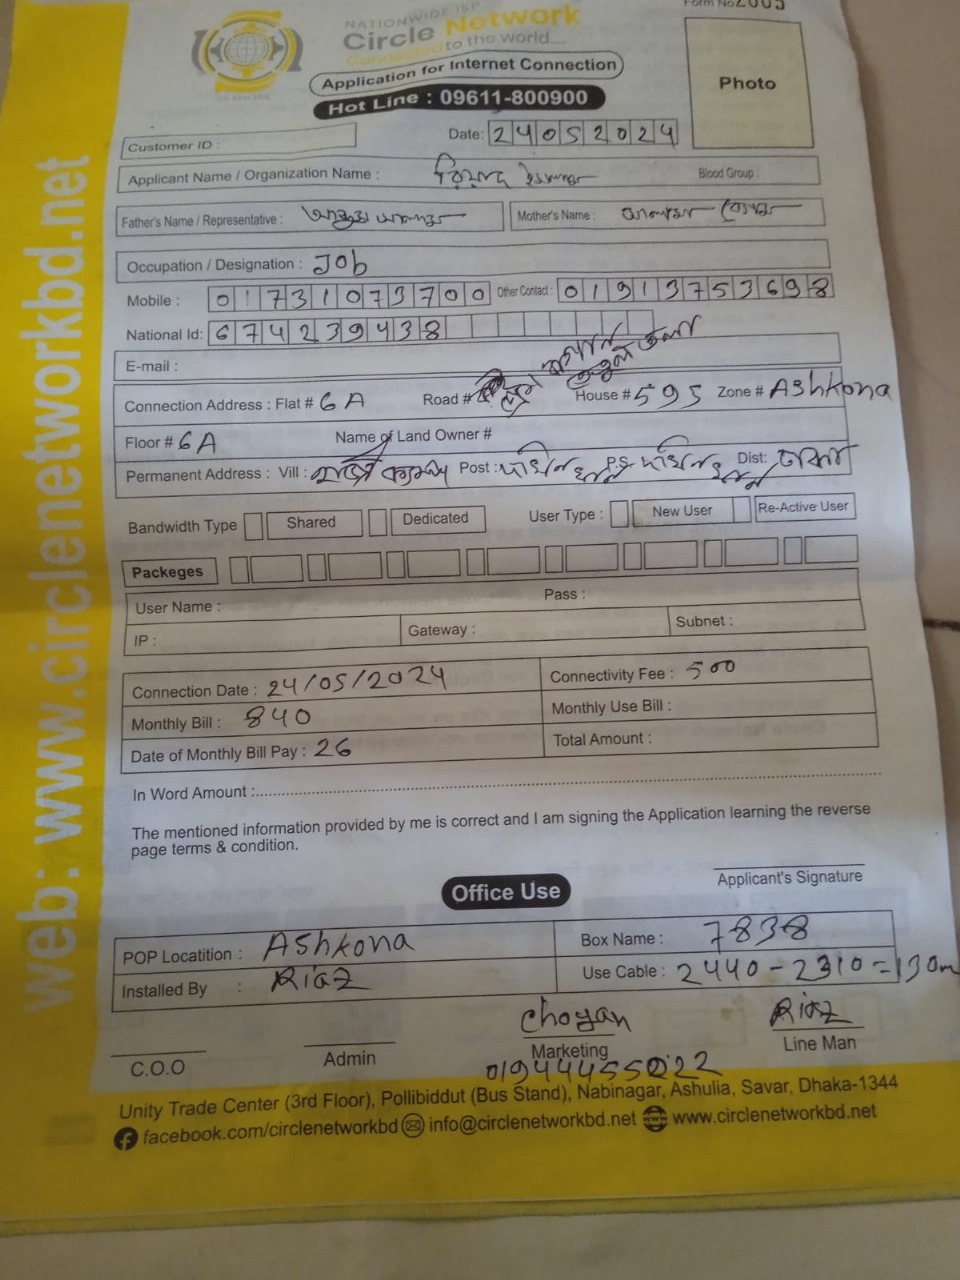 Form No 2005
NATIONWIDE ISP
Circle Network
Connected to the world....
Application for Internet Connection
Hot Line : 09611-800900
Photo
Customer ID :
Date: 24052024
Applicant Name / Organization Name :
Blood Group :
Father's Name / Representative :
Mother's Name :
Occupation / Designation : Job
Mobile : 01731073700 Other Contact : 01913753698
National Id: 674239438
E-mail :
Connection Address : Flat # 6A Road # House # 595 Zone # Ashkona
Floor # 6A Name of Land Owner #
Permanent Address : Vill : Post : P.S Dist: ঢাকা
Bandwidth Type Shared Dedicated User Type : New User Re-Active User
Packeges
User Name : Pass :
IP : Gateway : Subnet :
Connection Date : 24/05/2024 Connectivity Fee : 500
Monthly Bill : 840 Monthly Use Bill :
Date of Monthly Bill Pay : 26 Total Amount :
In Word Amount :
The mentioned information provided by me is correct and I am signing the Application learning the reverse
page terms & condition.
Applicant's Signature
Office Use
POP Locatition : Ashkona Box Name : 7838
Installed By : Riaz Use Cable : 2440-2310=130m
Choyan Riaz
C.O.O Admin Marketing Line Man
01944455022
Unity Trade Center (3rd Floor), Pollibiddut (Bus Stand), Nabinagar, Ashulia, Savar, Dhaka-1344
facebook.com/circlenetworkbd info@circlenetworkbd.net www.circlenetworkbd.net
web: www.circlenetworkbd.net